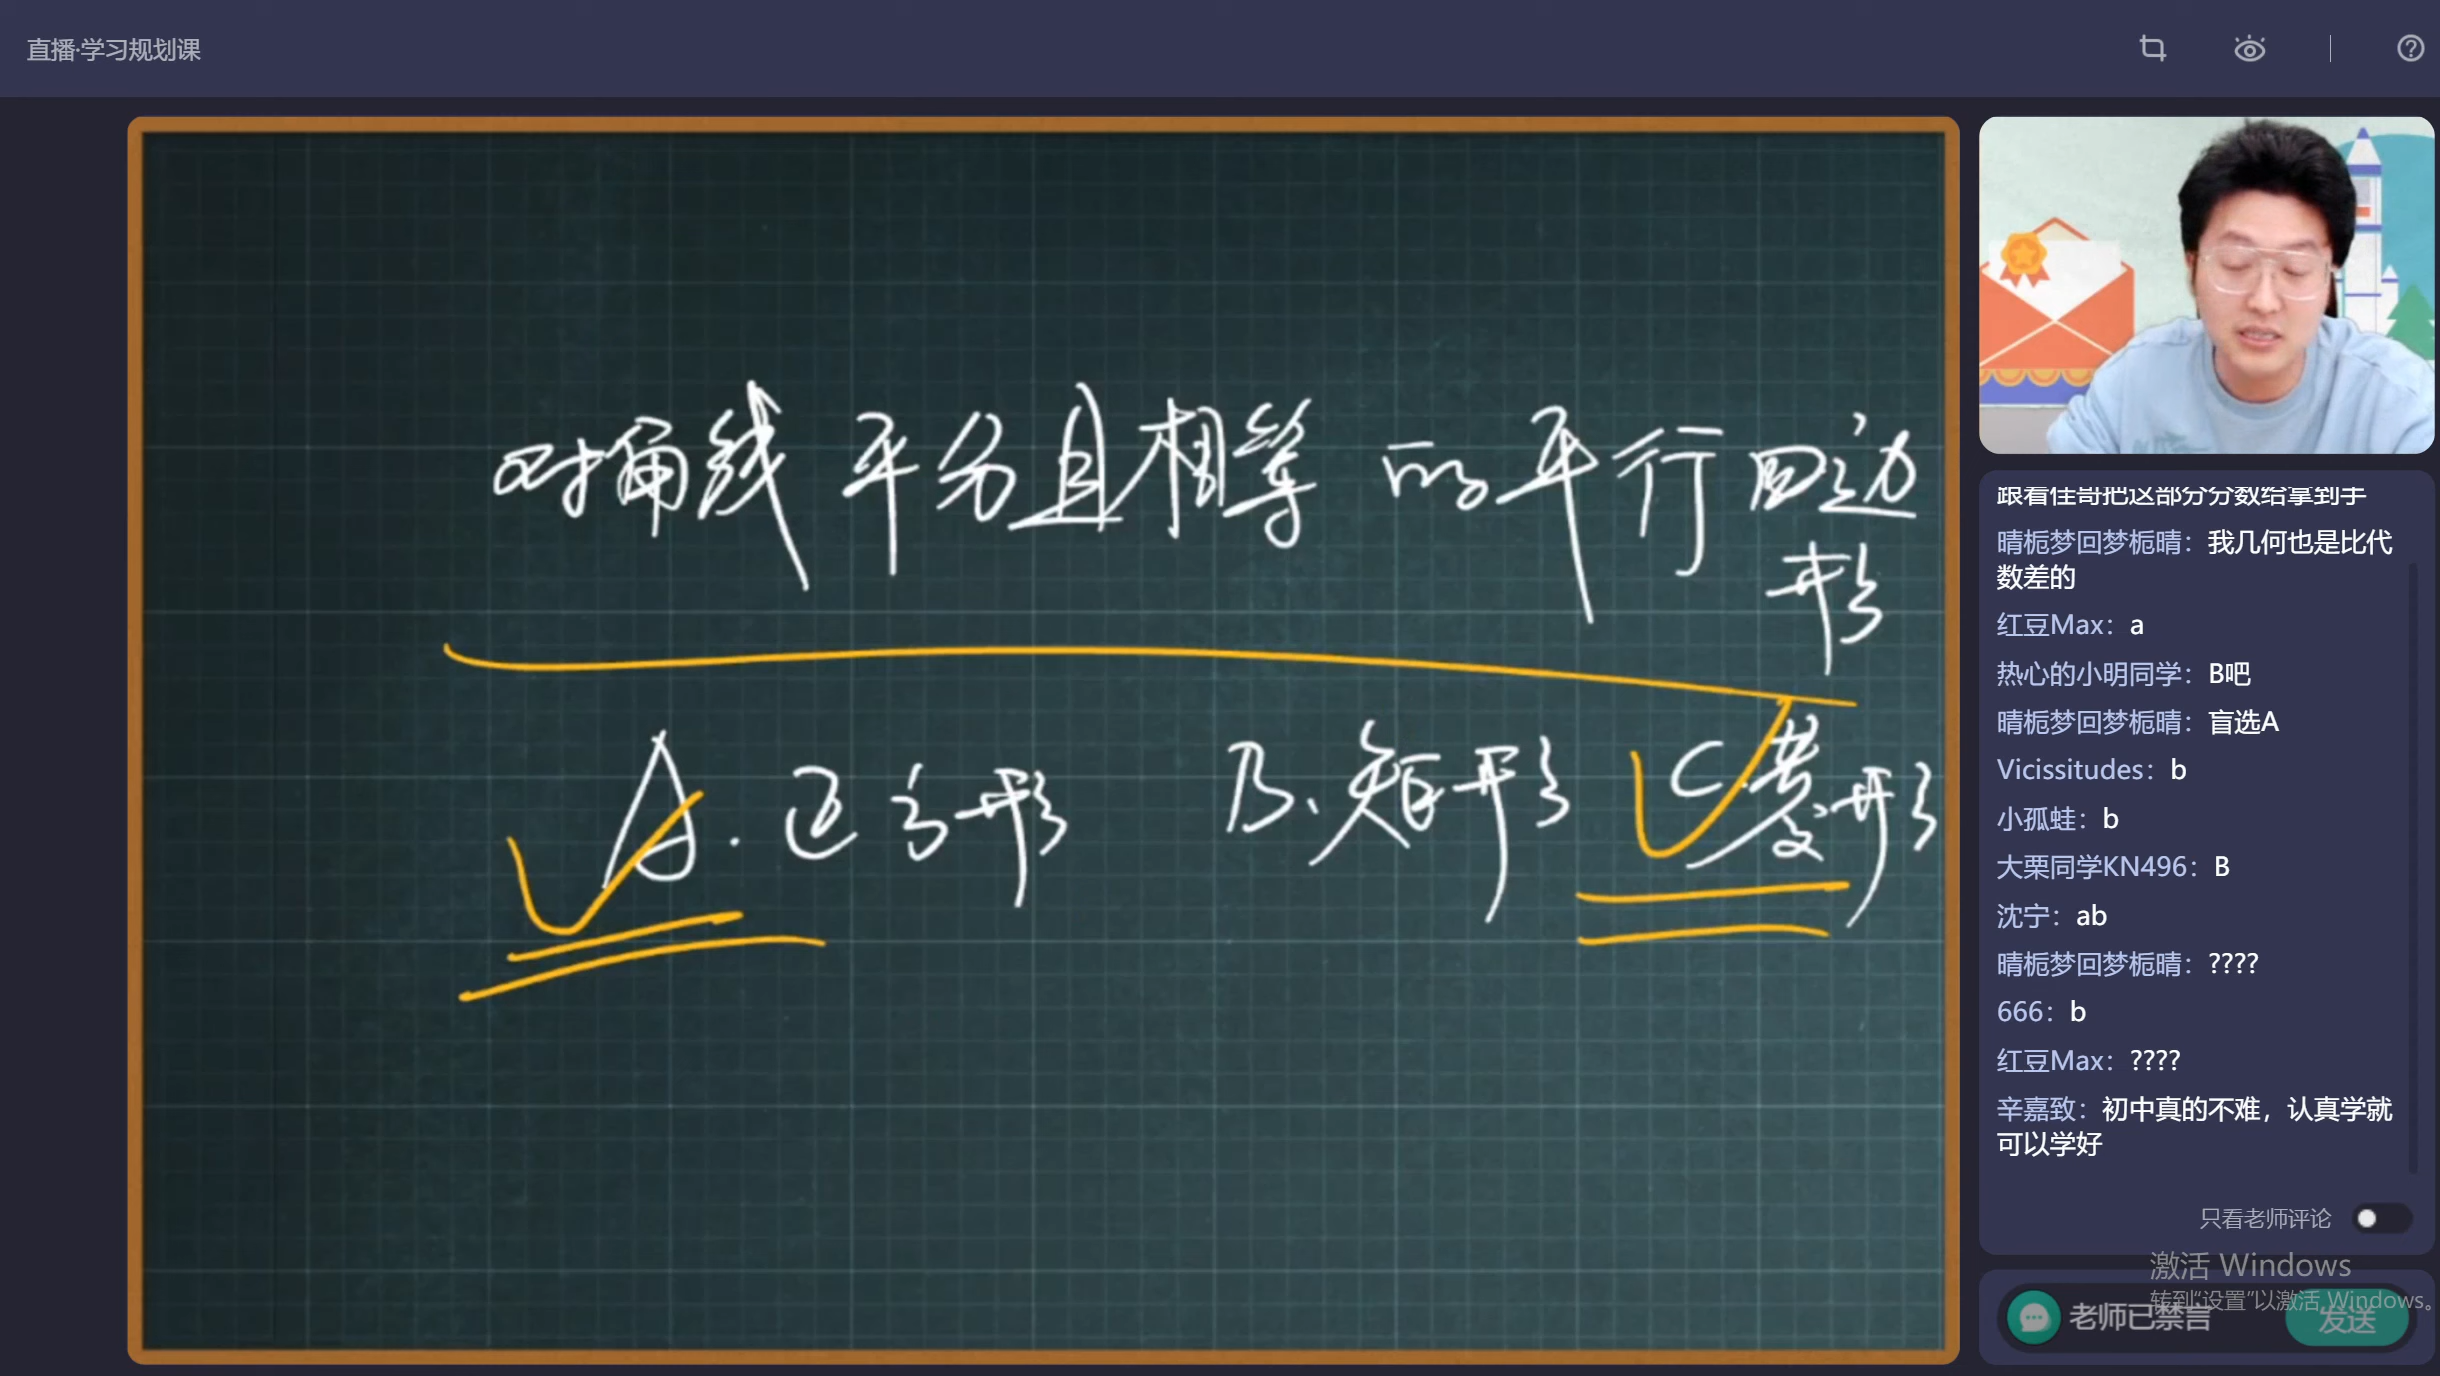 直播·学习规划课
对角线平分且相等的平行四边
形
A.正方形 B、矩形 C.菱形
跟着佳哥把这部分分数给拿到手
晴栀梦回梦栀晴：我几何也是比代
数差的
红豆Max：a
热心的小明同学：B吧
晴栀梦回梦栀晴：盲选A
Vicissitudes：b
小孤蛙：b
大栗同学KN496：B
沈宁：ab
晴栀梦回梦栀晴：????
666：b
红豆Max：????
辛嘉致：初中真的不难，认真学就
可以学好
只看老师评论
激活 Windows
转到“设置”以激活 Windows。
老师已禁言
发送